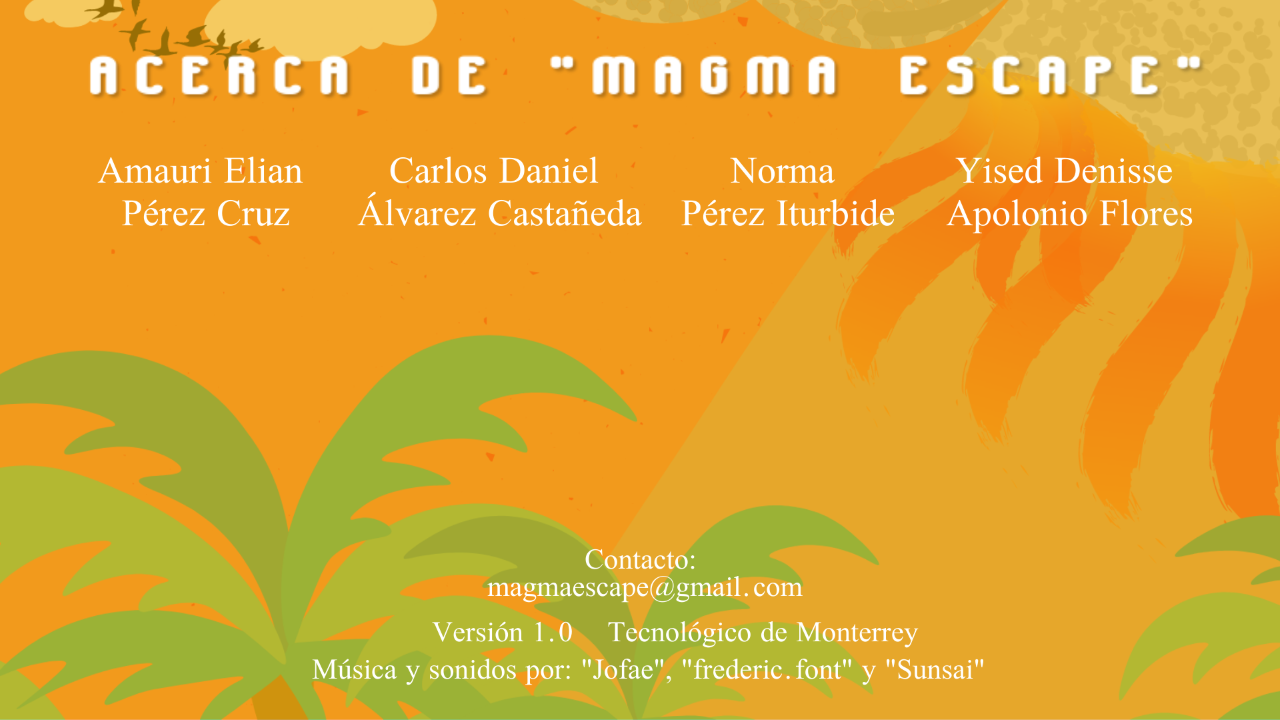 ACERCA DE "MAGMA ESCAPE"
Amauri Elian
Pérez Cruz
Carlos Daniel
Álvarez Castañeda
Norma
Pérez Iturbide
Yised Denisse
Apolonio Flores
Contacto:
magmaescape@gmail.com
Versión 1.0 Tecnológico de Monterrey
Música y sonidos por: "Jofae", "frederic.font" y "Sunsai"